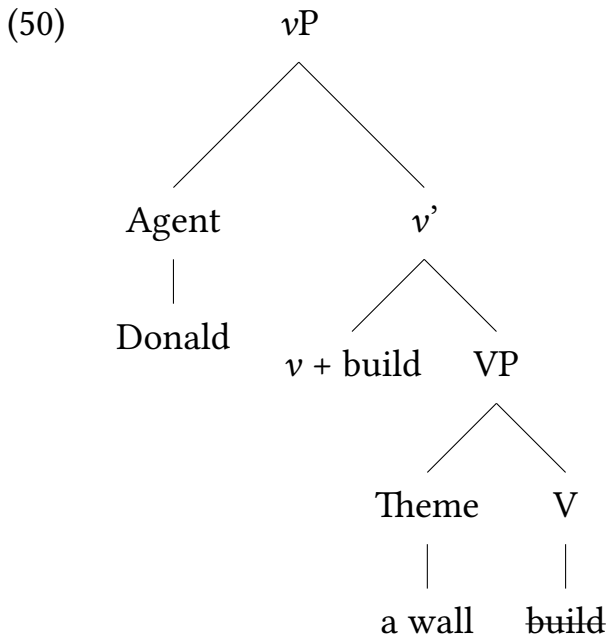 (50) vP
Agent v’
Donald v + build VP
Theme V
a wall build